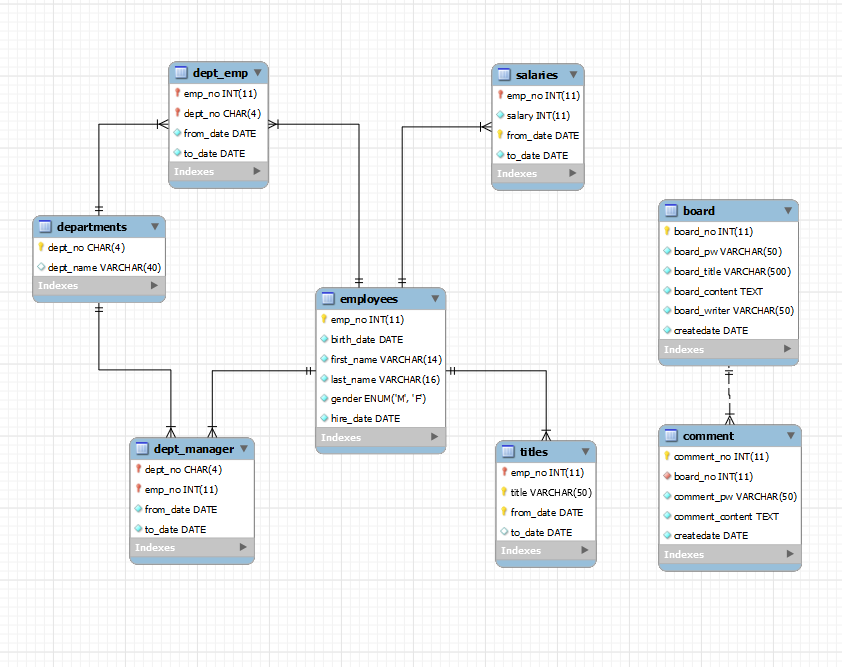 dept_emp
emp_no INT(11)
dept_no CHAR(4)
from_date DATE
to_date DATE
Indexes
salaries
emp_no INT(11)
salary INT(11)
from_date DATE
to_date DATE
Indexes
departments
dept_no CHAR(4)
dept_name VARCHAR(40)
Indexes
board
board_no INT(11)
board_pw VARCHAR(50)
board_title VARCHAR(500)
board_content TEXT
board_writer VARCHAR(50)
createdate DATE
Indexes
employees
emp_no INT(11)
birth_date DATE
first_name VARCHAR(14)
last_name VARCHAR(16)
gender ENUM('M', 'F')
hire_date DATE
Indexes
dept_manager
dept_no CHAR(4)
emp_no INT(11)
from_date DATE
to_date DATE
Indexes
titles
emp_no INT(11)
title VARCHAR(50)
from_date DATE
to_date DATE
Indexes
comment
comment_no INT(11)
board_no INT(11)
comment_pw VARCHAR(50)
comment_content TEXT
createdate DATE
Indexes